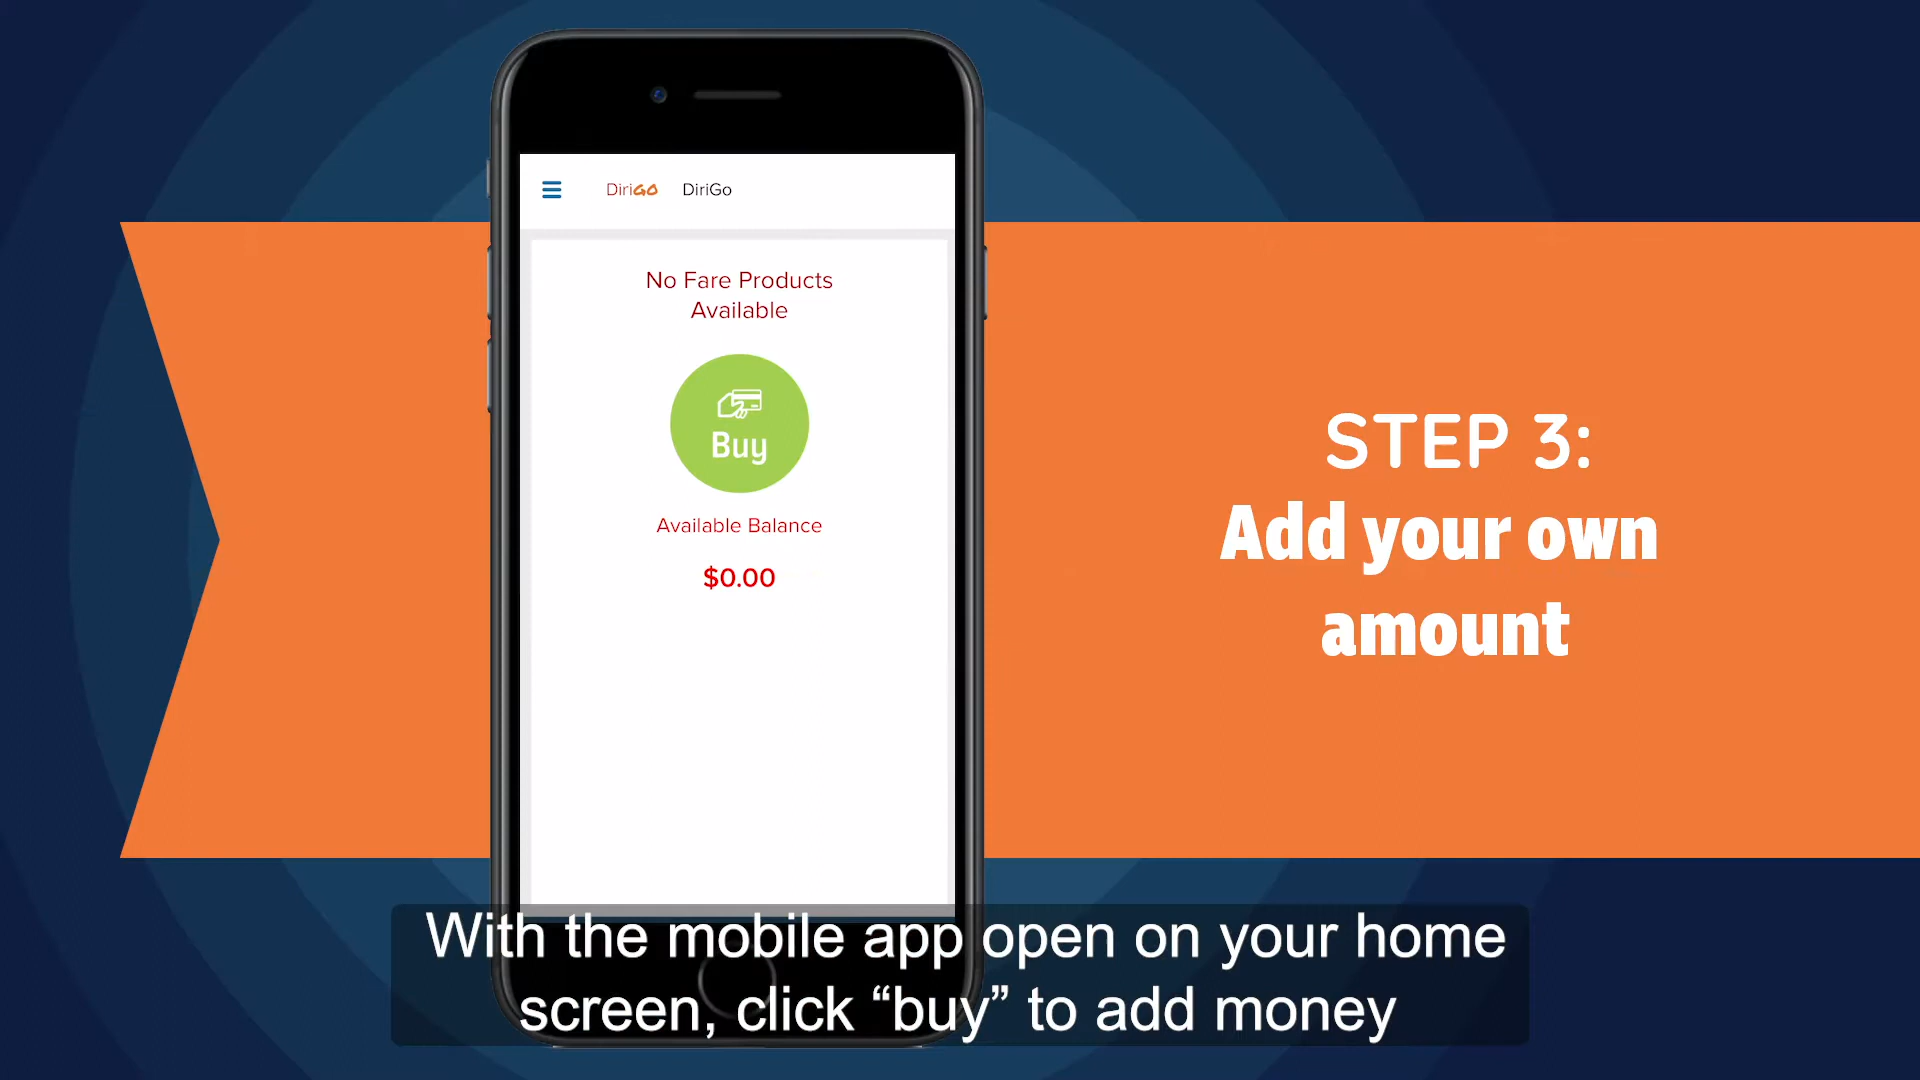 DiriGO DiriGo
No Fare Products
Available
Buy
Available Balance
$0.00
STEP 3:
Add your own
amount
With the mobile app open on your home
screen, click “buy” to add money